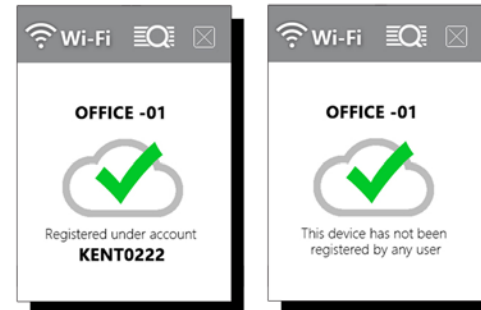 Wi-Fi
OFFICE -01
Registered under account
KENT0222
Wi-Fi
OFFICE -01
This device has not been
registered by any user